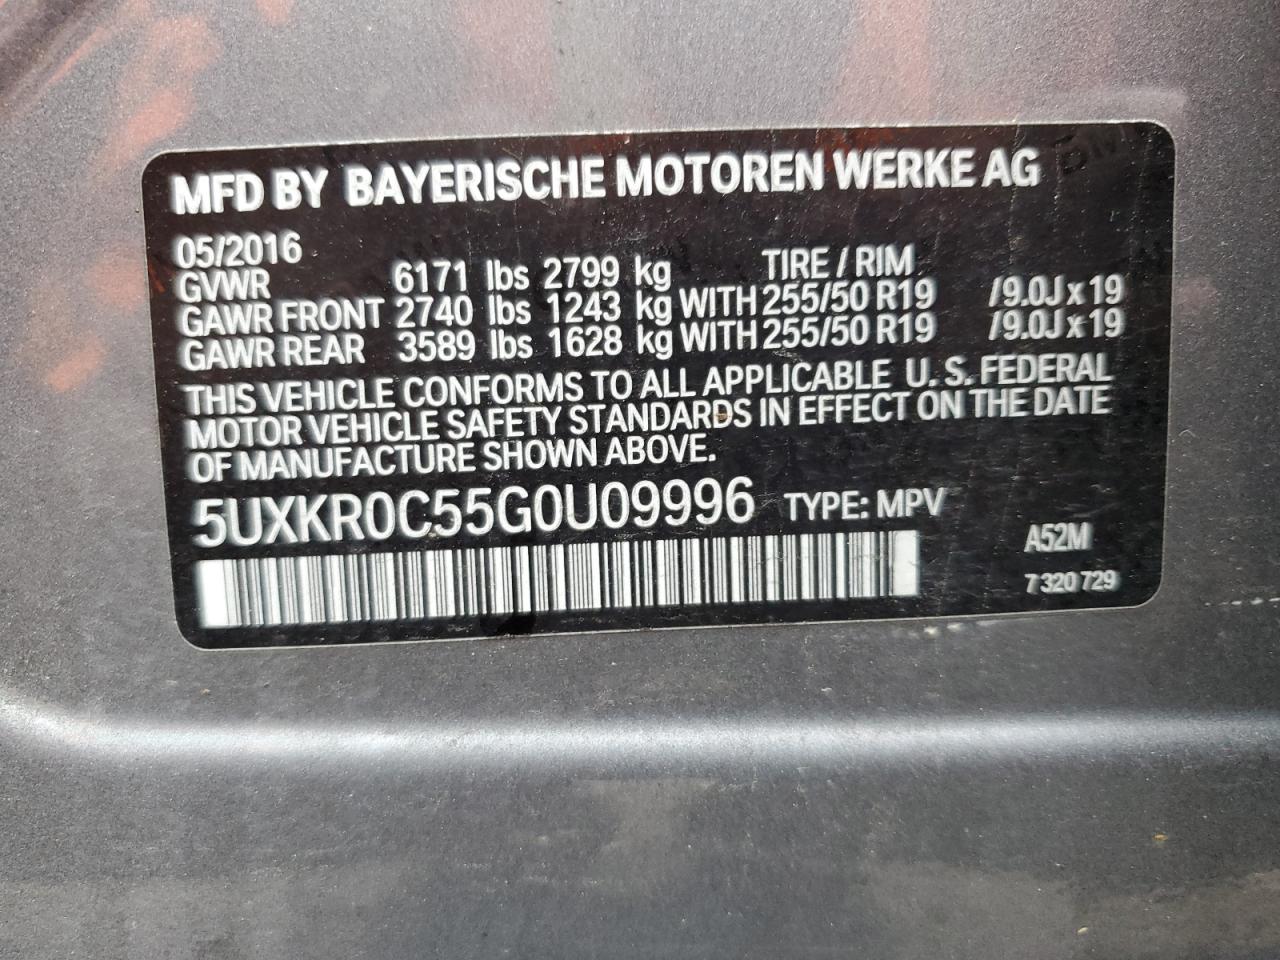 MFD BY BAYERISCHE MOTOREN WERKE AG
05/2016 TIRE / RIM
GVWR 6171 lbs 2799 kg
GAWR FRONT 2740 lbs 1243 kg WITH 255/50 R19 /9.0J x 19
GAWR REAR 3589 lbs 1628 kg WITH 255/50 R19 /9.0J x 19
THIS VEHICLE CONFORMS TO ALL APPLICABLE U. S. FEDERAL
MOTOR VEHICLE SAFETY STANDARDS IN EFFECT ON THE DATE
OF MANUFACTURE SHOWN ABOVE.
5UXKR0C55G0U09996 TYPE: MPV
A52M
7 320 729